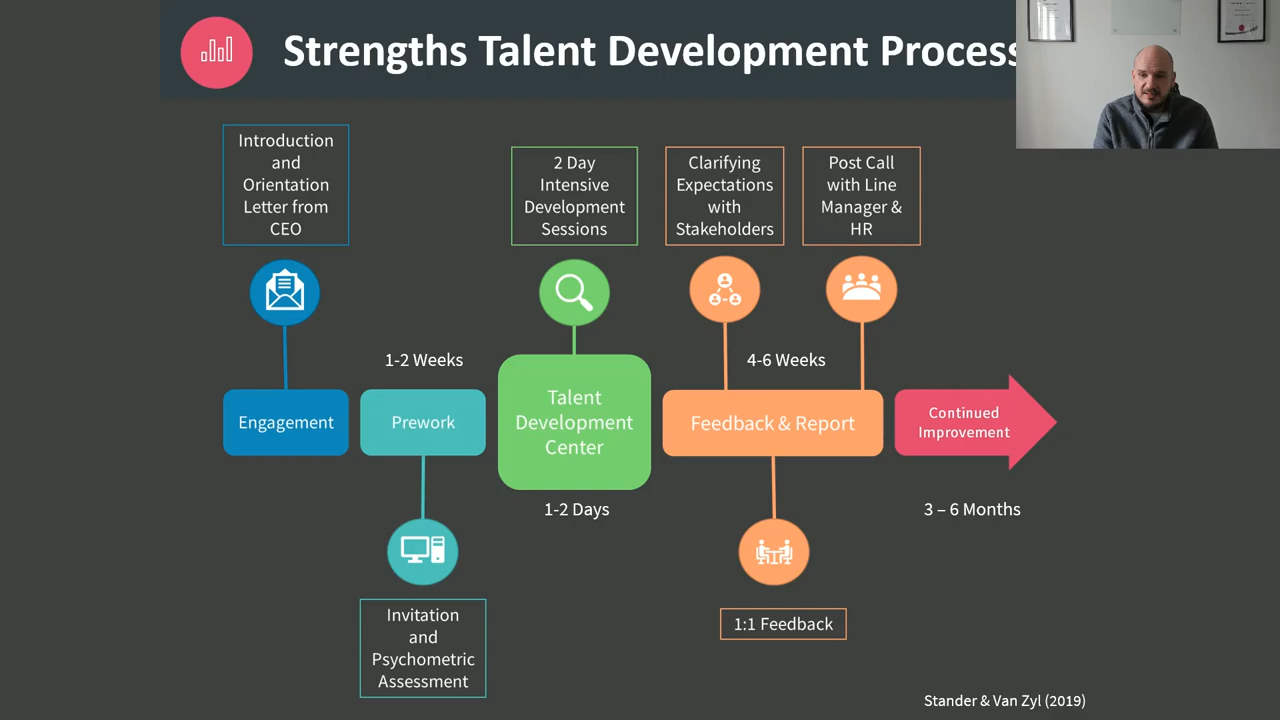 Strengths Talent Development Process
Introduction
and
Orientation
Letter from
CEO
2 Day
Intensive
Development
Sessions
Clarifying
Expectations
with
Stakeholders
Post Call
with Line
Manager &
HR
1-2 Weeks
4-6 Weeks
Engagement
Prework
Talent
Development
Center
Feedback & Report
Continued
Improvement
1-2 Days
3 – 6 Months
Invitation
and
Psychometric
Assessment
1:1 Feedback
Stander & Van Zyl (2019)